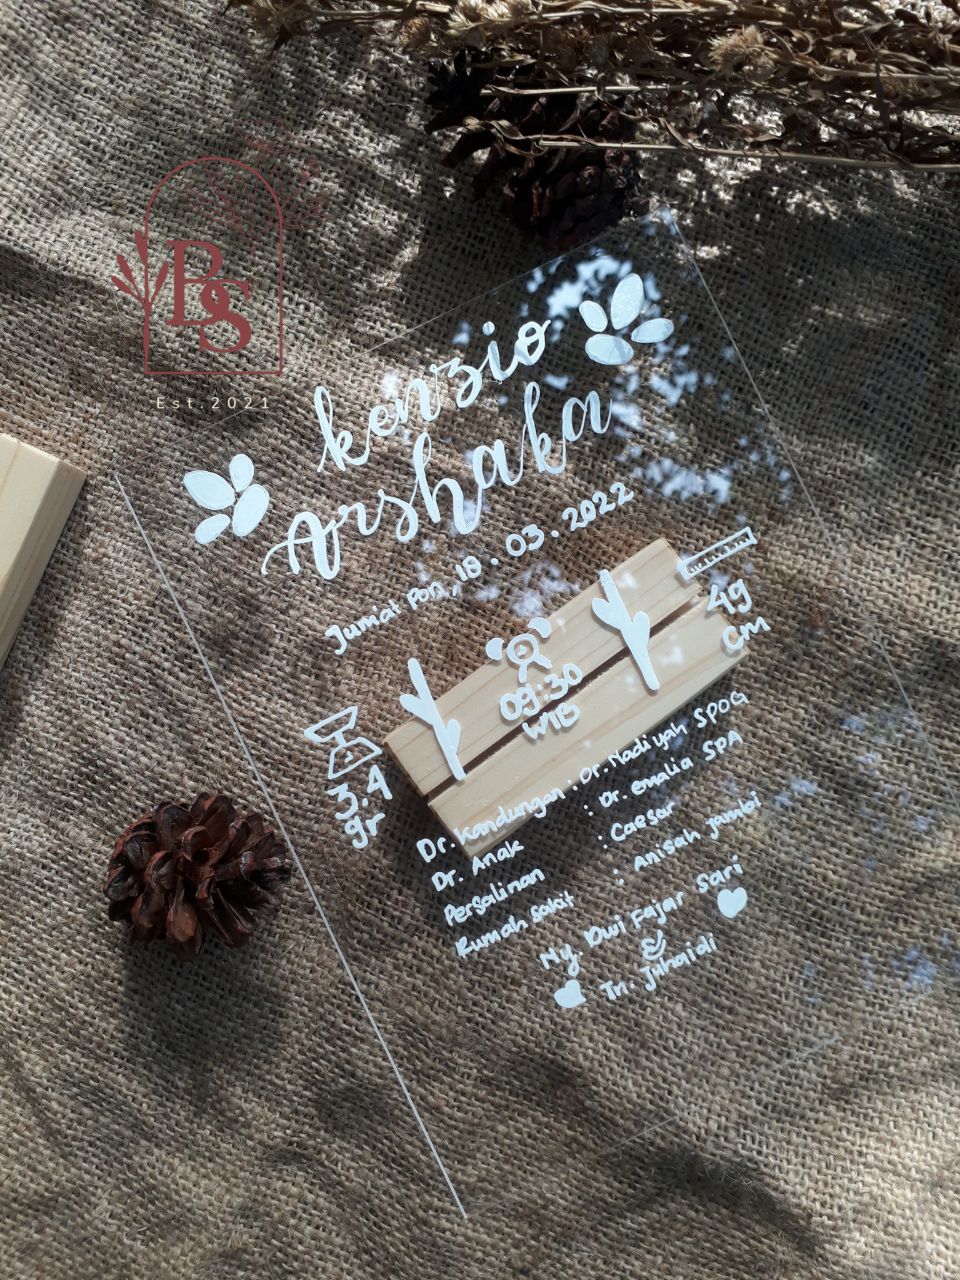 BS
Est. 2021
kenzio
Arshaka
Jumat Pon, 18 . 03 . 2022
49
cm
09:30
WIB
3.4
gr
Dr. Kandungan : Dr. Nadiyah SPOG
Dr. Anak : Dr. emalia SPA
Persalinan : Caesar
Rumah sakit : Anisah jambi
Ny. Dwi Fajar Sari
&
Tn. Juhaidi